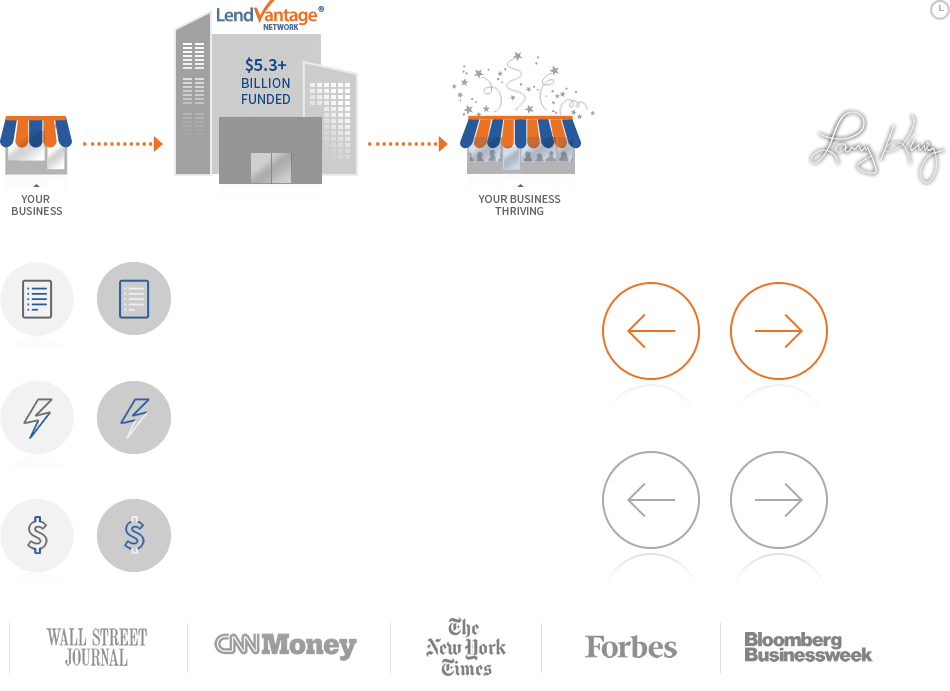 LendVantage®
NETWORK
$5.3+
BILLION
FUNDED
YOUR
BUSINESS
YOUR BUSINESS
THRIVING
Larry King
WALL STREET
JOURNAL
CNNMoney
The
New York
Times
Forbes
Bloomberg
Businessweek